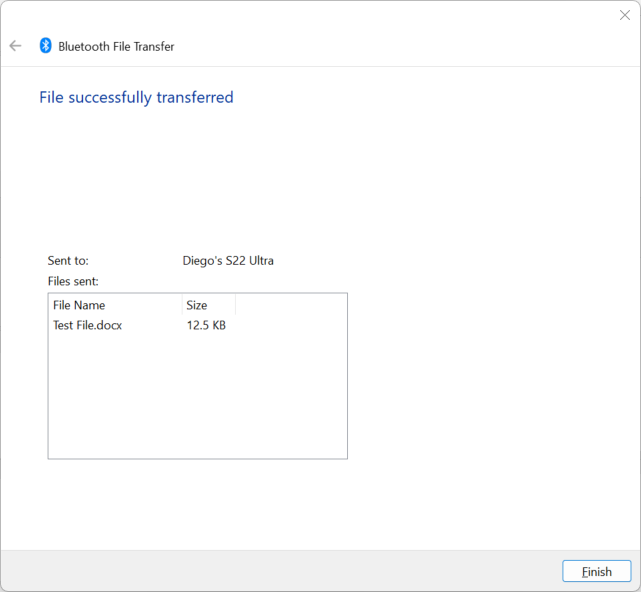 Bluetooth File Transfer
File successfully transferred
Sent to: Diego's S22 Ultra
Files sent:
File Name Size
Test File.docx 12.5 KB
Finish